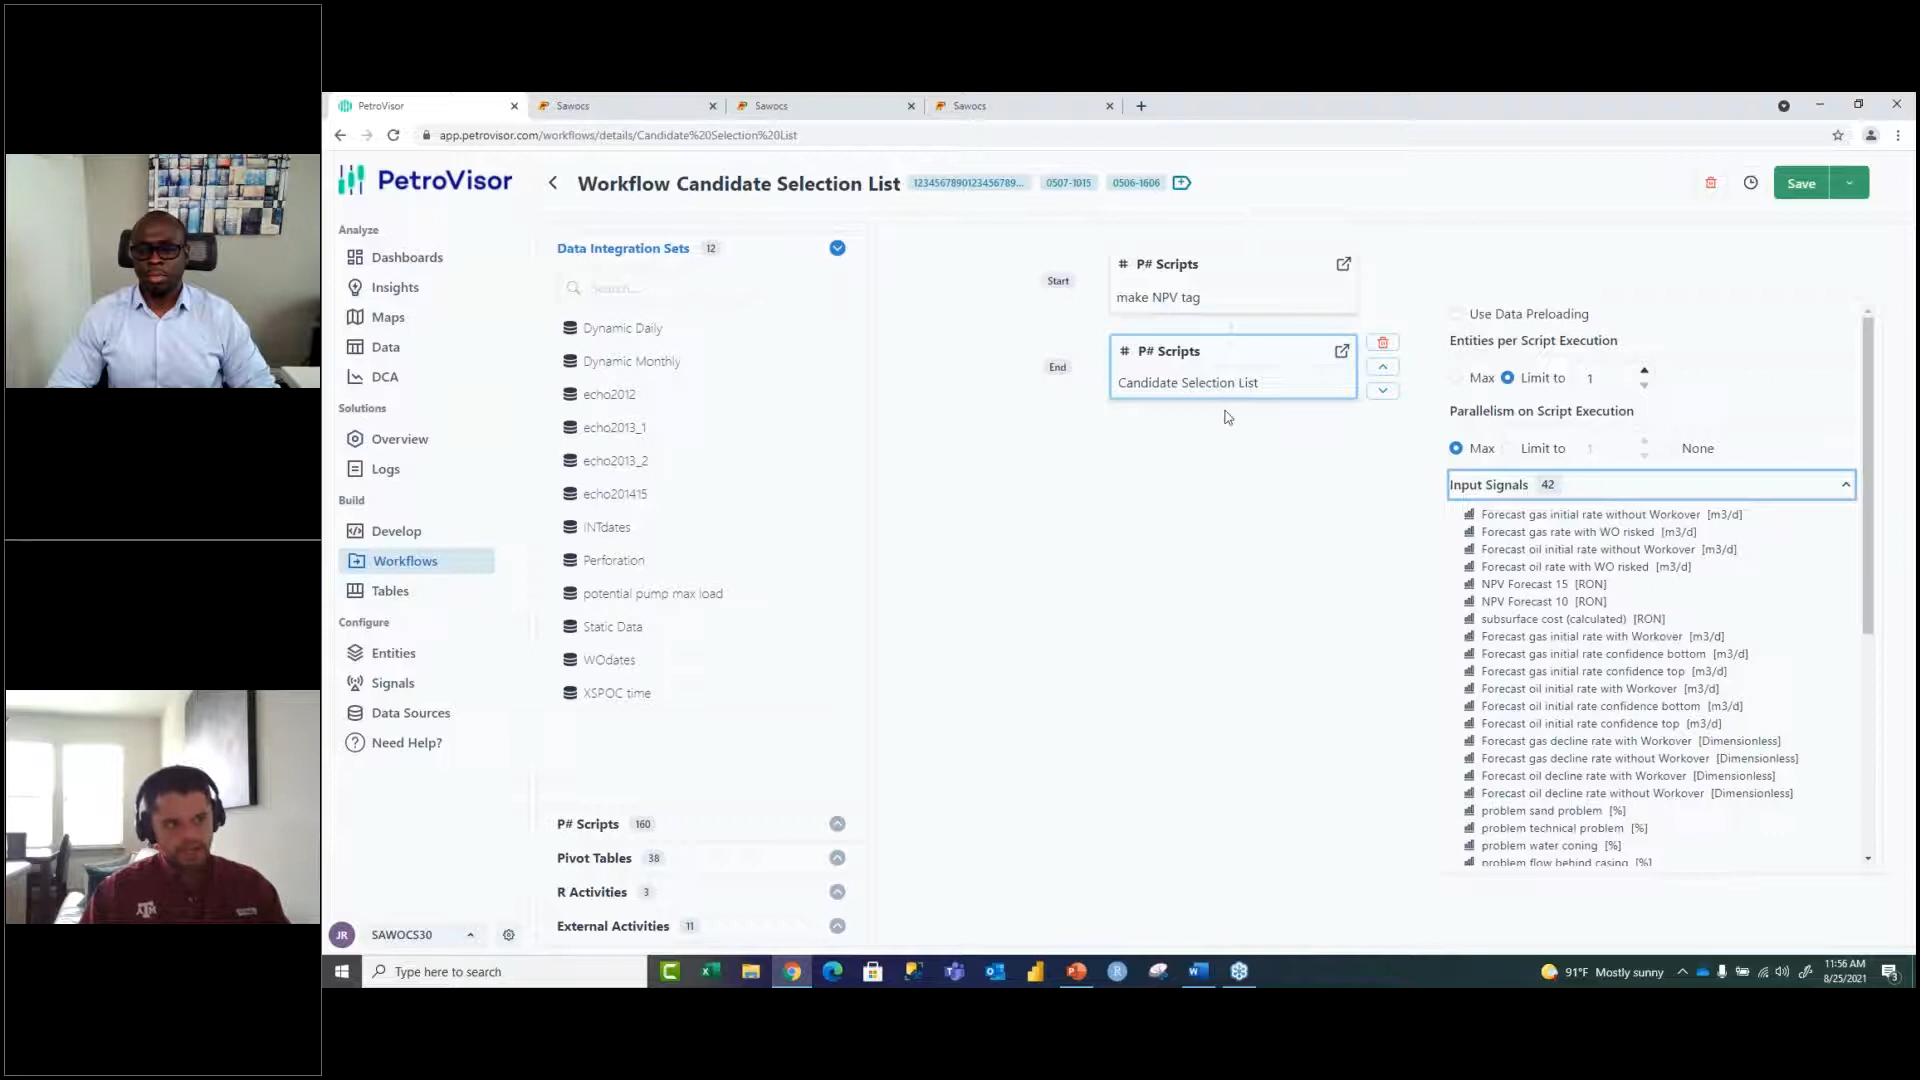 PetroVisor
Sawocs
Sawocs
Sawocs
app.petrovisor.com/workflows/details/Candidate%20Selection%20List
PetroVisor
Workflow Candidate Selection List
1234567890123456789...
0507-1015
0506-1606
Save
Analyze
Dashboards
Insights
Maps
Data
DCA
Solutions
Overview
Logs
Build
Develop
Workflows
Tables
Configure
Entities
Signals
Data Sources
Need Help?
JR
SAWOCS30
Data Integration Sets 12
Search...
Dynamic Daily
Dynamic Monthly
echo2012
echo2013_1
echo2013_2
echo201415
INTdates
Perforation
potential pump max load
Static Data
WOdates
XSPOC time
P# Scripts 160
Pivot Tables 38
R Activities 3
External Activities 11
Start
# P# Scripts
make NPV tag
End
# P# Scripts
Candidate Selection List
Use Data Preloading
Entities per Script Execution
Max Limit to 1
Parallelism on Script Execution
Max Limit to 1 None
Input Signals 42
Forecast gas initial rate without Workover [m3/d]
Forecast gas rate with WO risked [m3/d]
Forecast oil initial rate without Workover [m3/d]
Forecast oil rate with WO risked [m3/d]
NPV Forecast 15 [RON]
NPV Forecast 10 [RON]
subsurface cost (calculated) [RON]
Forecast gas initial rate with Workover [m3/d]
Forecast gas initial rate confidence bottom [m3/d]
Forecast gas initial rate confidence top [m3/d]
Forecast oil initial rate with Workover [m3/d]
Forecast oil initial rate confidence bottom [m3/d]
Forecast oil initial rate confidence top [m3/d]
Forecast gas decline rate with Workover [Dimensionless]
Forecast gas decline rate without Workover [Dimensionless]
Forecast oil decline rate with Workover [Dimensionless]
Forecast oil decline rate without Workover [Dimensionless]
problem sand problem [%]
problem technical problem [%]
problem water coning [%]
problem flow behind casing [%]
Type here to search
91°F Mostly sunny
11:56 AM
8/25/2021
3
A|M